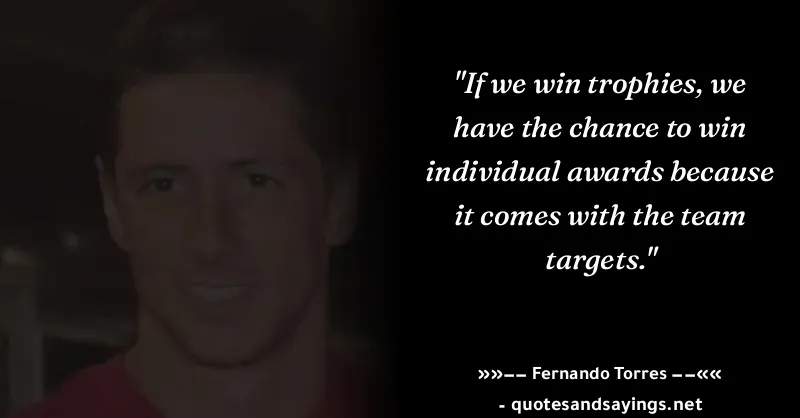 "If we win trophies, we
have the chance to win
individual awards because
it comes with the team
targets."
»»–– Fernando Torres ––««
- quotesandsayings.net